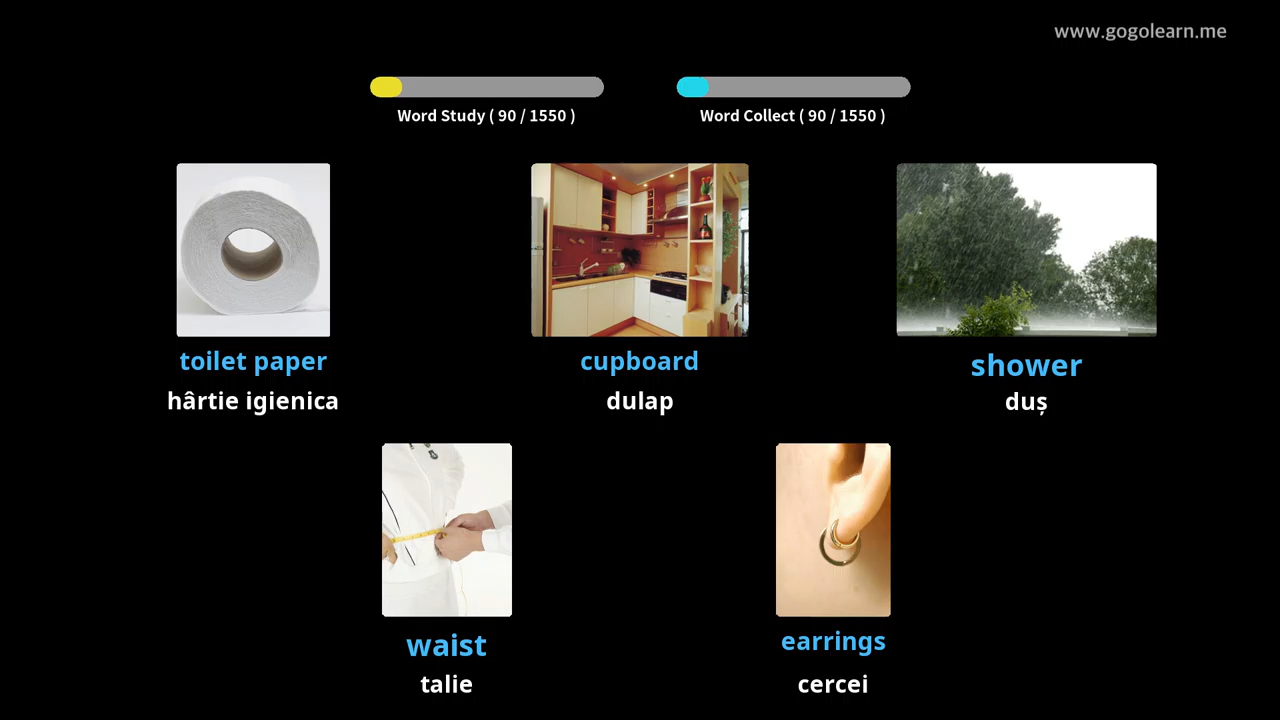 www.gogolearn.me
Word Study ( 90 / 1550 )
Word Collect ( 90 / 1550 )
toilet paper
hârtie igienica
cupboard
dulap
shower
duș
waist
talie
earrings
cercei